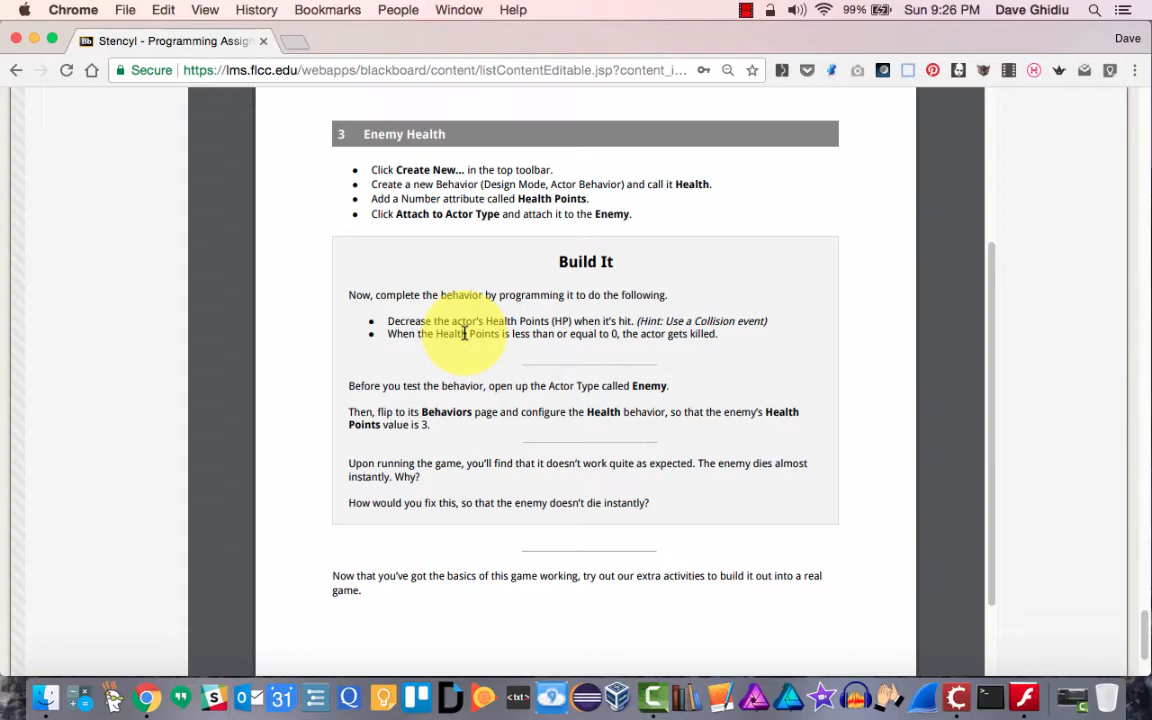 Chrome File Edit View History Bookmarks People Window Help 99% Sun 9:26 PM Dave Ghidiu
Bb Stencyl - Programming Assign Dave
Secure https://lms.flcc.edu/webapps/blackboard/content/listContentEditable.jsp?content_i...
3 Enemy Health
● Click Create New... in the top toolbar.
● Create a new Behavior (Design Mode, Actor Behavior) and call it Health.
● Add a Number attribute called Health Points.
● Click Attach to Actor Type and attach it to the Enemy.
Build It
Now, complete the behavior by programming it to do the following.
● Decrease the actor's Health Points (HP) when it's hit. (Hint: Use a Collision event)
● When the Health Points is less than or equal to 0, the actor gets killed.
Before you test the behavior, open up the Actor Type called Enemy.
Then, flip to its Behaviors page and configure the Health behavior, so that the enemy's Health
Points value is 3.
Upon running the game, you'll find that it doesn't work quite as expected. The enemy dies almost
instantly. Why?
How would you fix this, so that the enemy doesn't die instantly?
Now that you've got the basics of this game working, try out our extra activities to build it out into a real
game.
31 <txt>